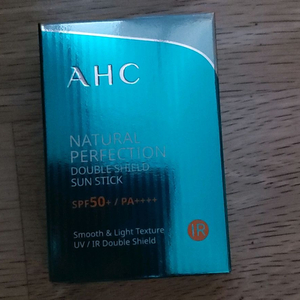 AHC
NATURAL
PERFECTION
DOUBLE SHIELD
SUN STICK
SPF50+ / PA++++
Smooth & Light Texture
UV / IR Double Shield
IR